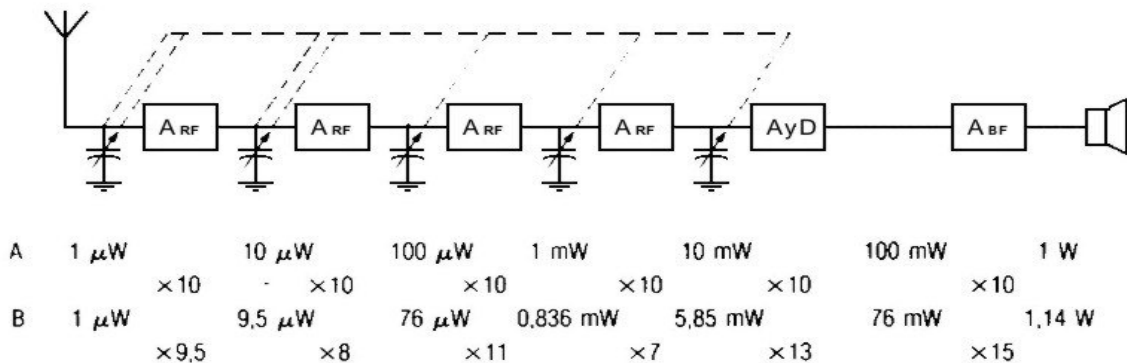 A RF A RF A RF A RF AyD A BF
A 1 μW 10 μW 100 μW 1 mW 10 mW 100 mW 1 W
×10 ×10 ×10 ×10 ×10 ×10
B 1 μW 9,5 μW 76 μW 0,836 mW 5,85 mW 76 mW 1,14 W
×9,5 ×8 ×11 ×7 ×13 ×15